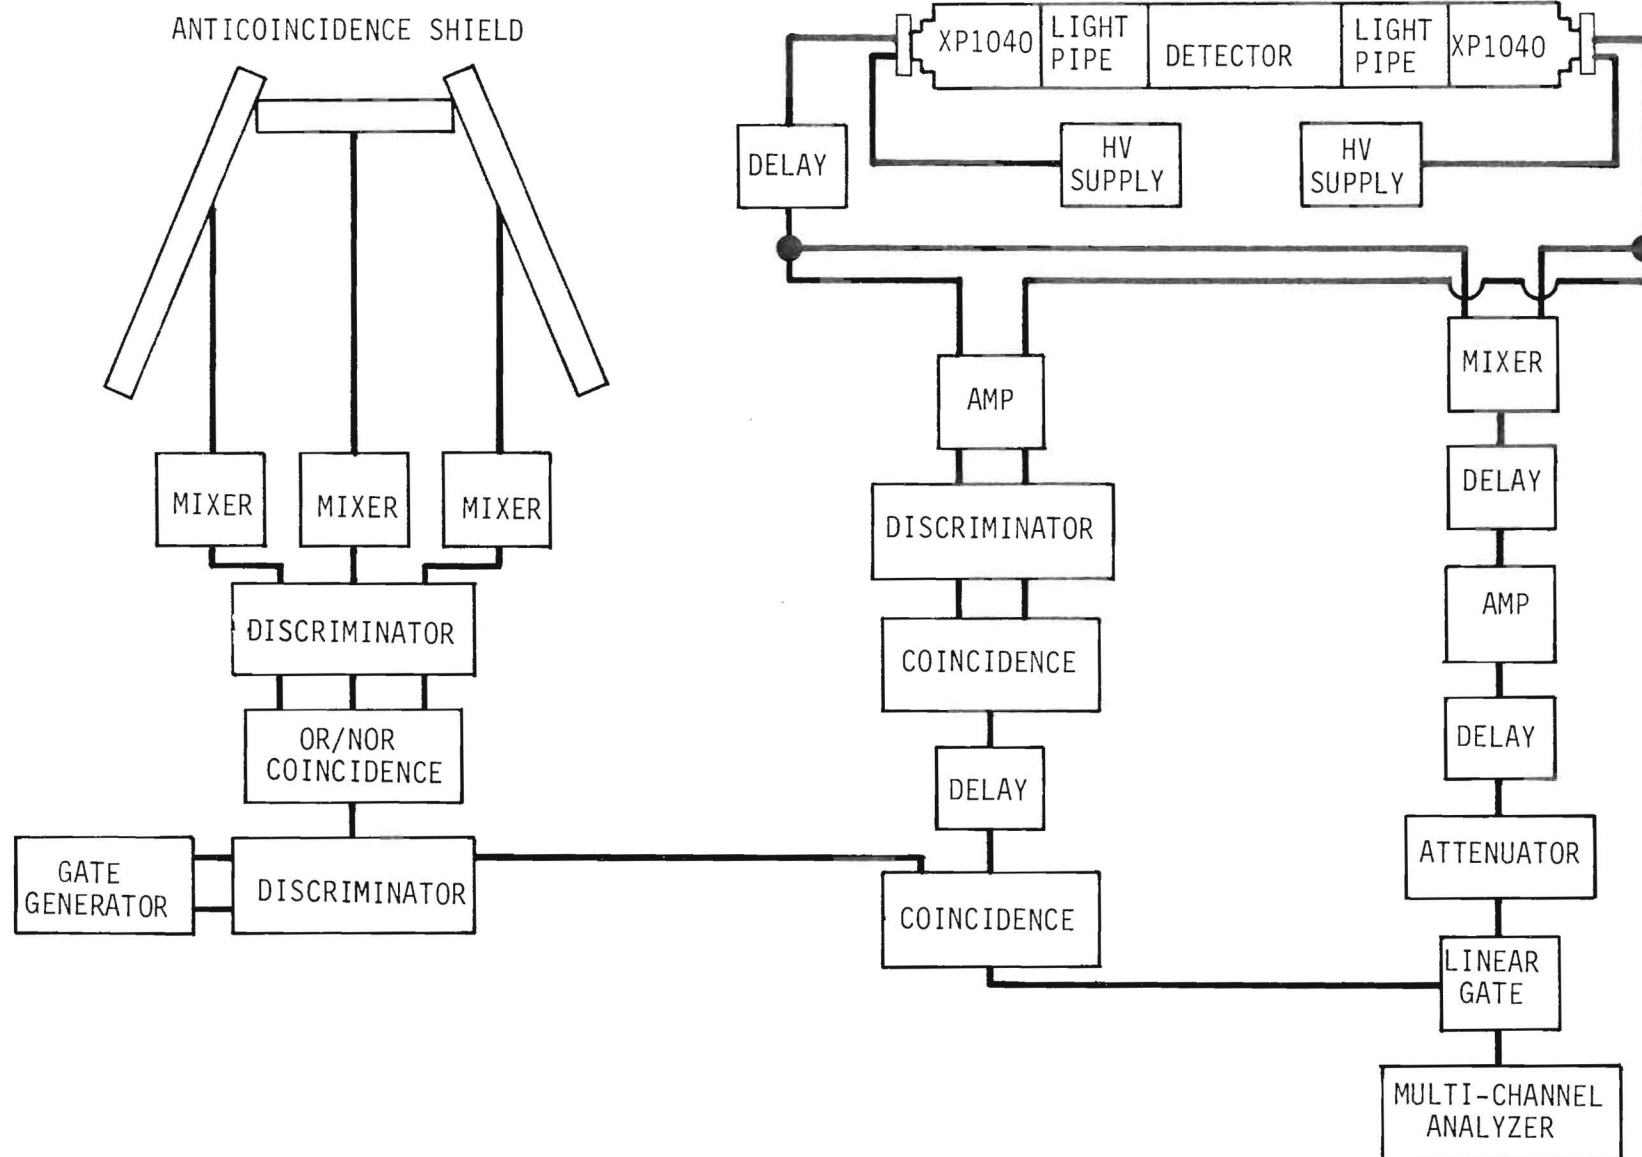 ANTICOINCIDENCE SHIELD
XP1040
LIGHT
PIPE
DETECTOR
LIGHT
PIPE
XP1040
DELAY
HV
SUPPLY
HV
SUPPLY
AMP
MIXER
MIXER
MIXER
MIXER
DELAY
DISCRIMINATOR
AMP
DISCRIMINATOR
COINCIDENCE
OR/NOR
COINCIDENCE
DELAY
DELAY
GATE
GENERATOR
DISCRIMINATOR
COINCIDENCE
ATTENUATOR
LINEAR
GATE
MULTI-CHANNEL
ANALYZER